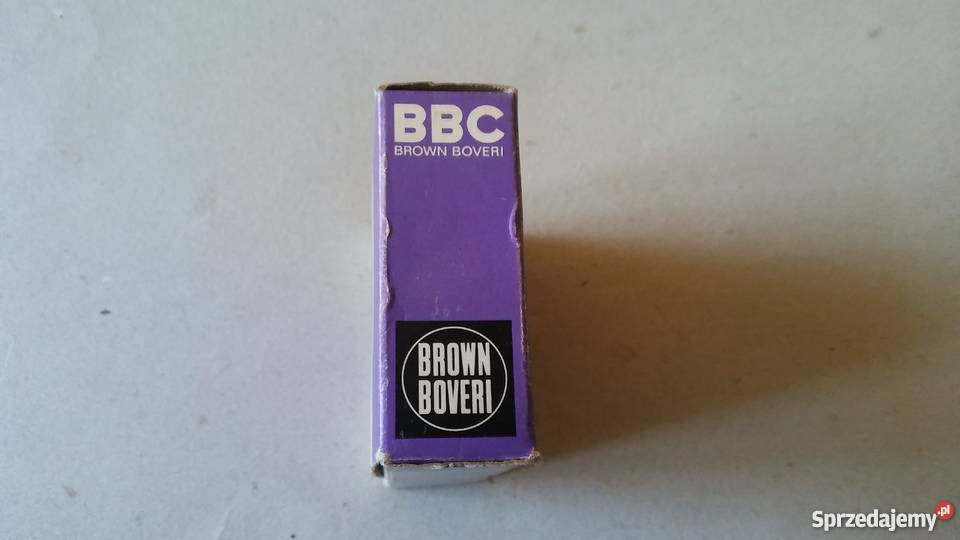 BBC
BROWN BOVERI
BROWN
BOVERI
Sprzedajemy.pl